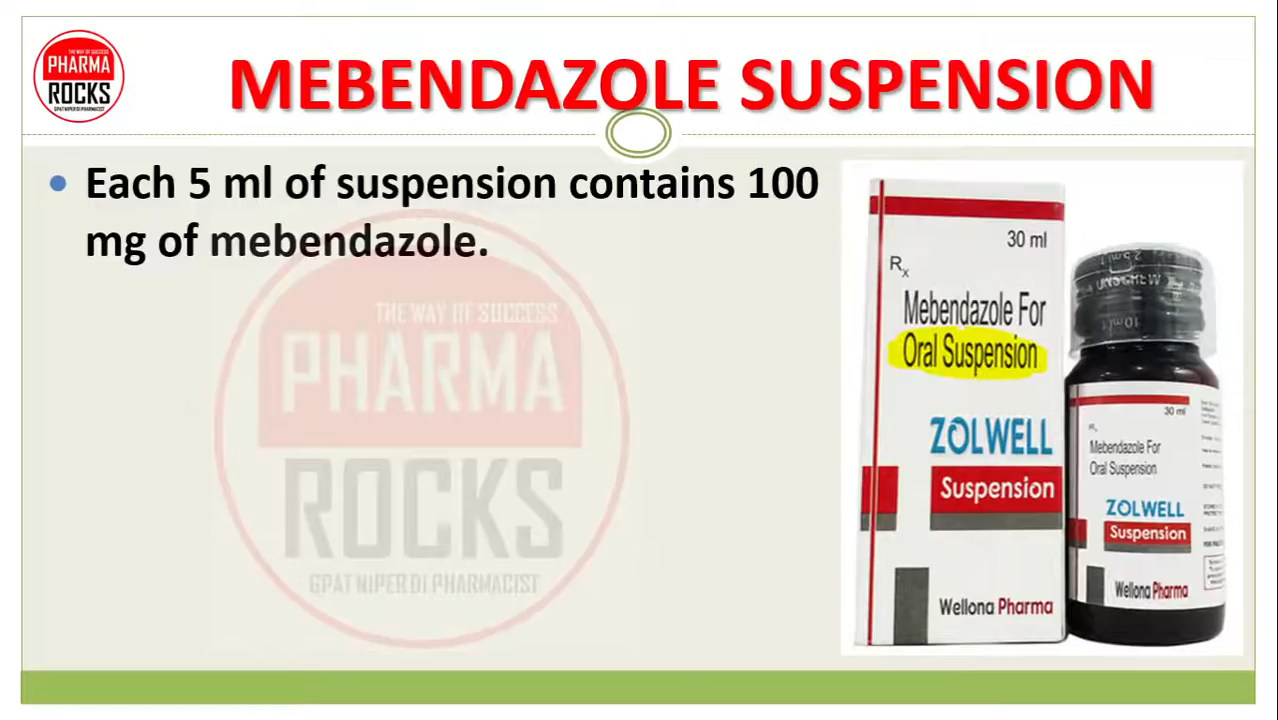 THE WAY OF SUCCESS
PHARMA
ROCKS
GPAT NIPER DI PHARMACIST
MEBENDAZOLE SUSPENSION
Each 5 ml of suspension contains 100
mg of mebendazole.
THE WAY OF SUCCESS
PHARMA
ROCKS
GPAT NIPER DI PHARMACIST
30 ml
Rx
Mebendazole For
Oral Suspension
ZOLWELL
Suspension
Wellona Pharma
10ml
30 ml
Rx
Mebendazole For
Oral Suspension
ZOLWELL
Suspension
Wellona Pharma